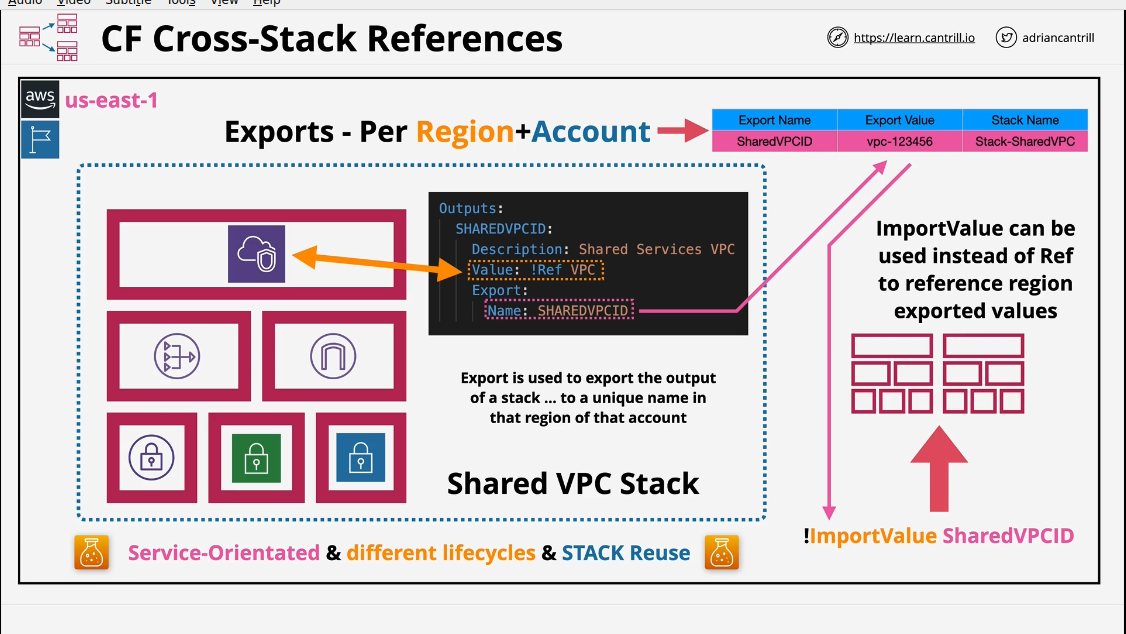 Audio Video Subtitle Tools View Help
CF Cross-Stack References
https://learn.cantrill.io
adriancantrill
aws
us-east-1
Exports - Per Region+Account
Export Name Export Value Stack Name
SharedVPCID vpc-123456 Stack-SharedVPC
Outputs:
SHAREDVPCID:
Description: Shared Services VPC
Value: !Ref VPC
Export:
Name: SHAREDVPCID
ImportValue can be
used instead of Ref
to reference region
exported values
Export is used to export the output
of a stack ... to a unique name in
that region of that account
Shared VPC Stack
!ImportValue SharedVPCID
Service-Orientated & different lifecycles & STACK Reuse